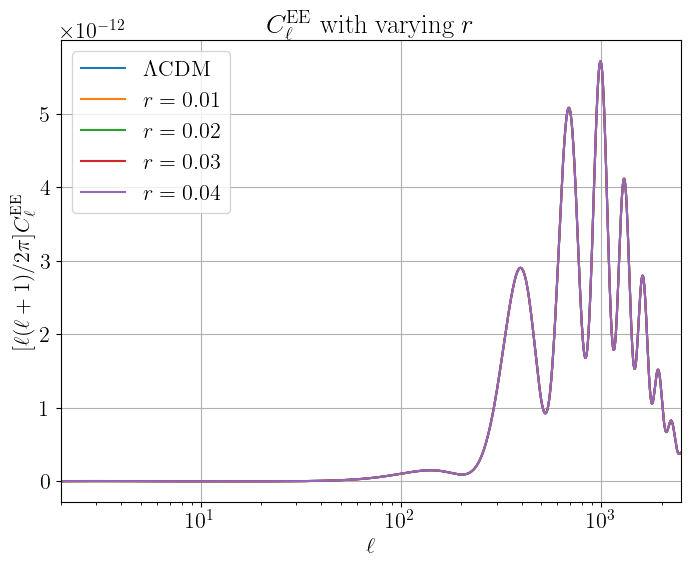 ×10⁻¹²
C_ℓ^EE with varying r
ΛCDM
r = 0.01
r = 0.02
r = 0.03
r = 0.04
[ℓ(ℓ + 1)/2π]C_ℓ^EE
5
4
3
2
1
0
10¹ 10² 10³
ℓ